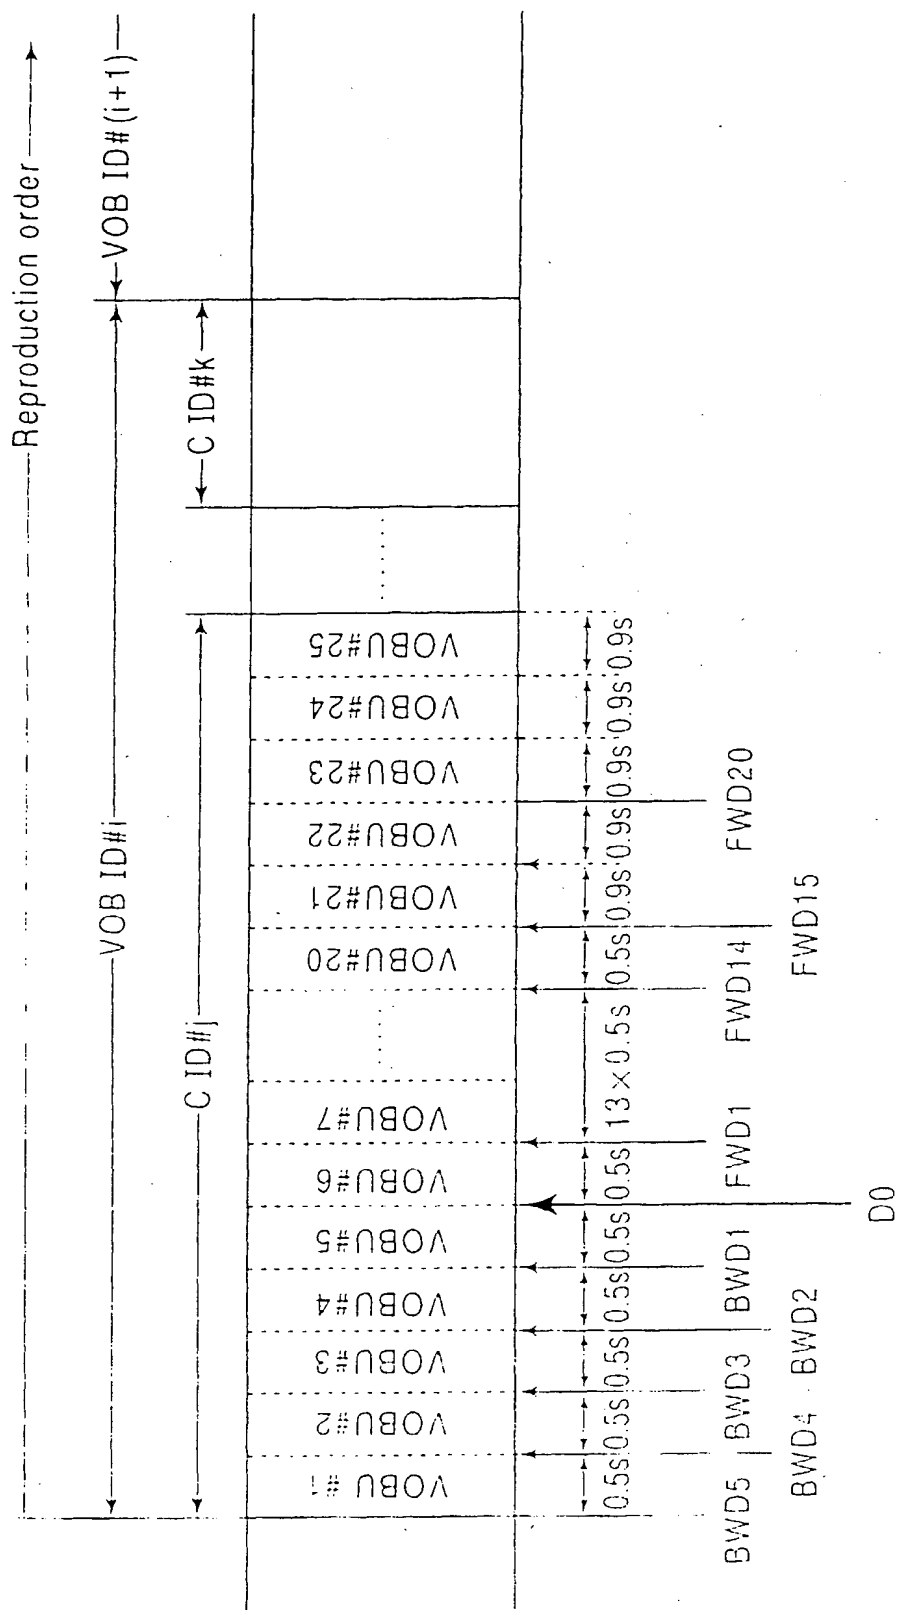 Reproduction order
VOB ID#i
VOB ID#(i+1)
C ID#j
C ID#k
VOBU #1
VOBU#2
VOBU#3
VOBU#4
VOBU#5
VOBU#6
VOBU#7
......
VOBU#20
VOBU#21
VOBU#22
VOBU#23
VOBU#24
VOBU#25
......
0.5s
0.5s
0.5s
0.5s
0.5s
0.5s
13×0.5s
0.5s
0.9s
0.9s
0.9s
0.9s
0.9s
BWD5
BWD3
BWD1
FWD1
FWD14
FWD20
BWD4
BWD2
FWD15
D0